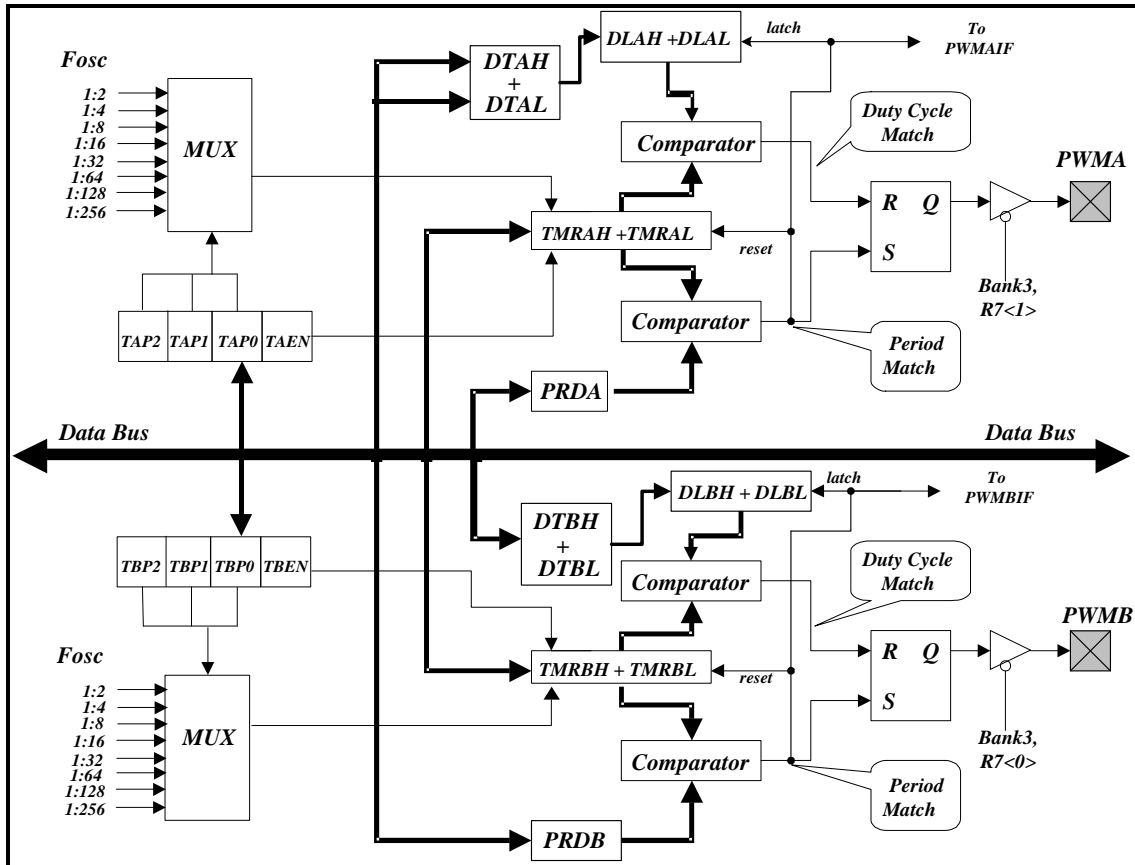 Fosc
1:2
1:4
1:8
1:16
1:32
1:64
1:128
1:256
MUX
TAP2 TAP1 TAP0 TAEN
DTAH
+
DTAL
DLAH +DLAL
latch
To
PWMAIF
Comparator
Duty Cycle
Match
TMRAH +TMRAL
reset
R Q
S
PWMA
Bank3,
R7<1>
Comparator
Period
Match
PRDA
Data Bus
Data Bus
DLBH + DLBL
latch
To
PWMBIF
DTBH
+
DTBL
TBP2 TBP1 TBP0 TBEN
Comparator
Duty Cycle
Match
TMRBH + TMRBL
reset
R Q
S
PWMB
Bank3,
R7<0>
Fosc
1:2
1:4
1:8
1:16
1:32
1:64
1:128
1:256
MUX
Comparator
Period
Match
PRDB